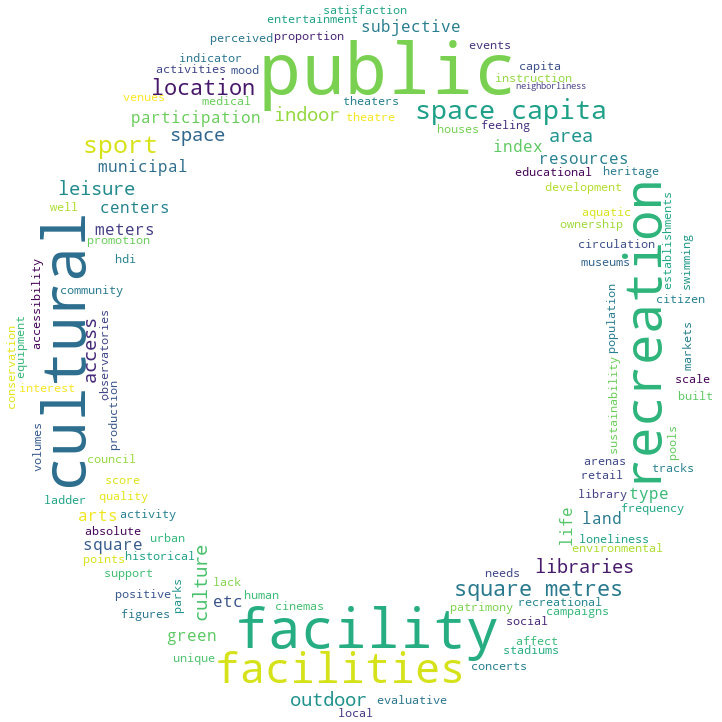 satisfaction
entertainment
subjective
perceived
proportion
public
events
indicator
activities
mood
capita
instruction
neighborliness
location
venues
medical
theaters
participation
indoor
theatre
space capita
houses
feeling
sport
space
index
area
municipal
resources
educational
heritage
leisure
development
recreation
well
centers
aquatic
ownership
establishments
meters
promotion
circulation
swimming
cultural
hdi
museums
accessibility
community
citizen
conservation
equipment
access
observatories
population
markets
interest
production
sustainability
scale
built
volumes
council
pools
arenas
tracks
score
retail
ladder
quality
library
type
frequency
arts
activity
life
land
absolute
urban
loneliness
square
environmental
points
historical
culture
libraries
support
lack
needs
square metres
positive
parks
etc
human
recreational
figures
cinemas
patrimony
campaigns
facility
social
green
affect
stadiums
unique
facilities
concerts
outdoor
evaluative
local